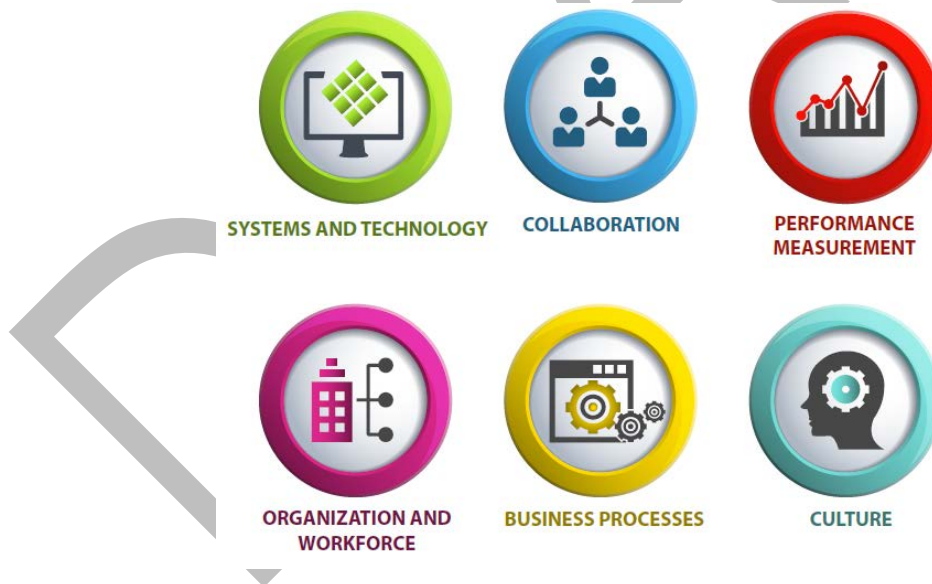 SYSTEMS AND TECHNOLOGY
COLLABORATION
PERFORMANCE
MEASUREMENT
ORGANIZATION AND
WORKFORCE
BUSINESS PROCESSES
CULTURE